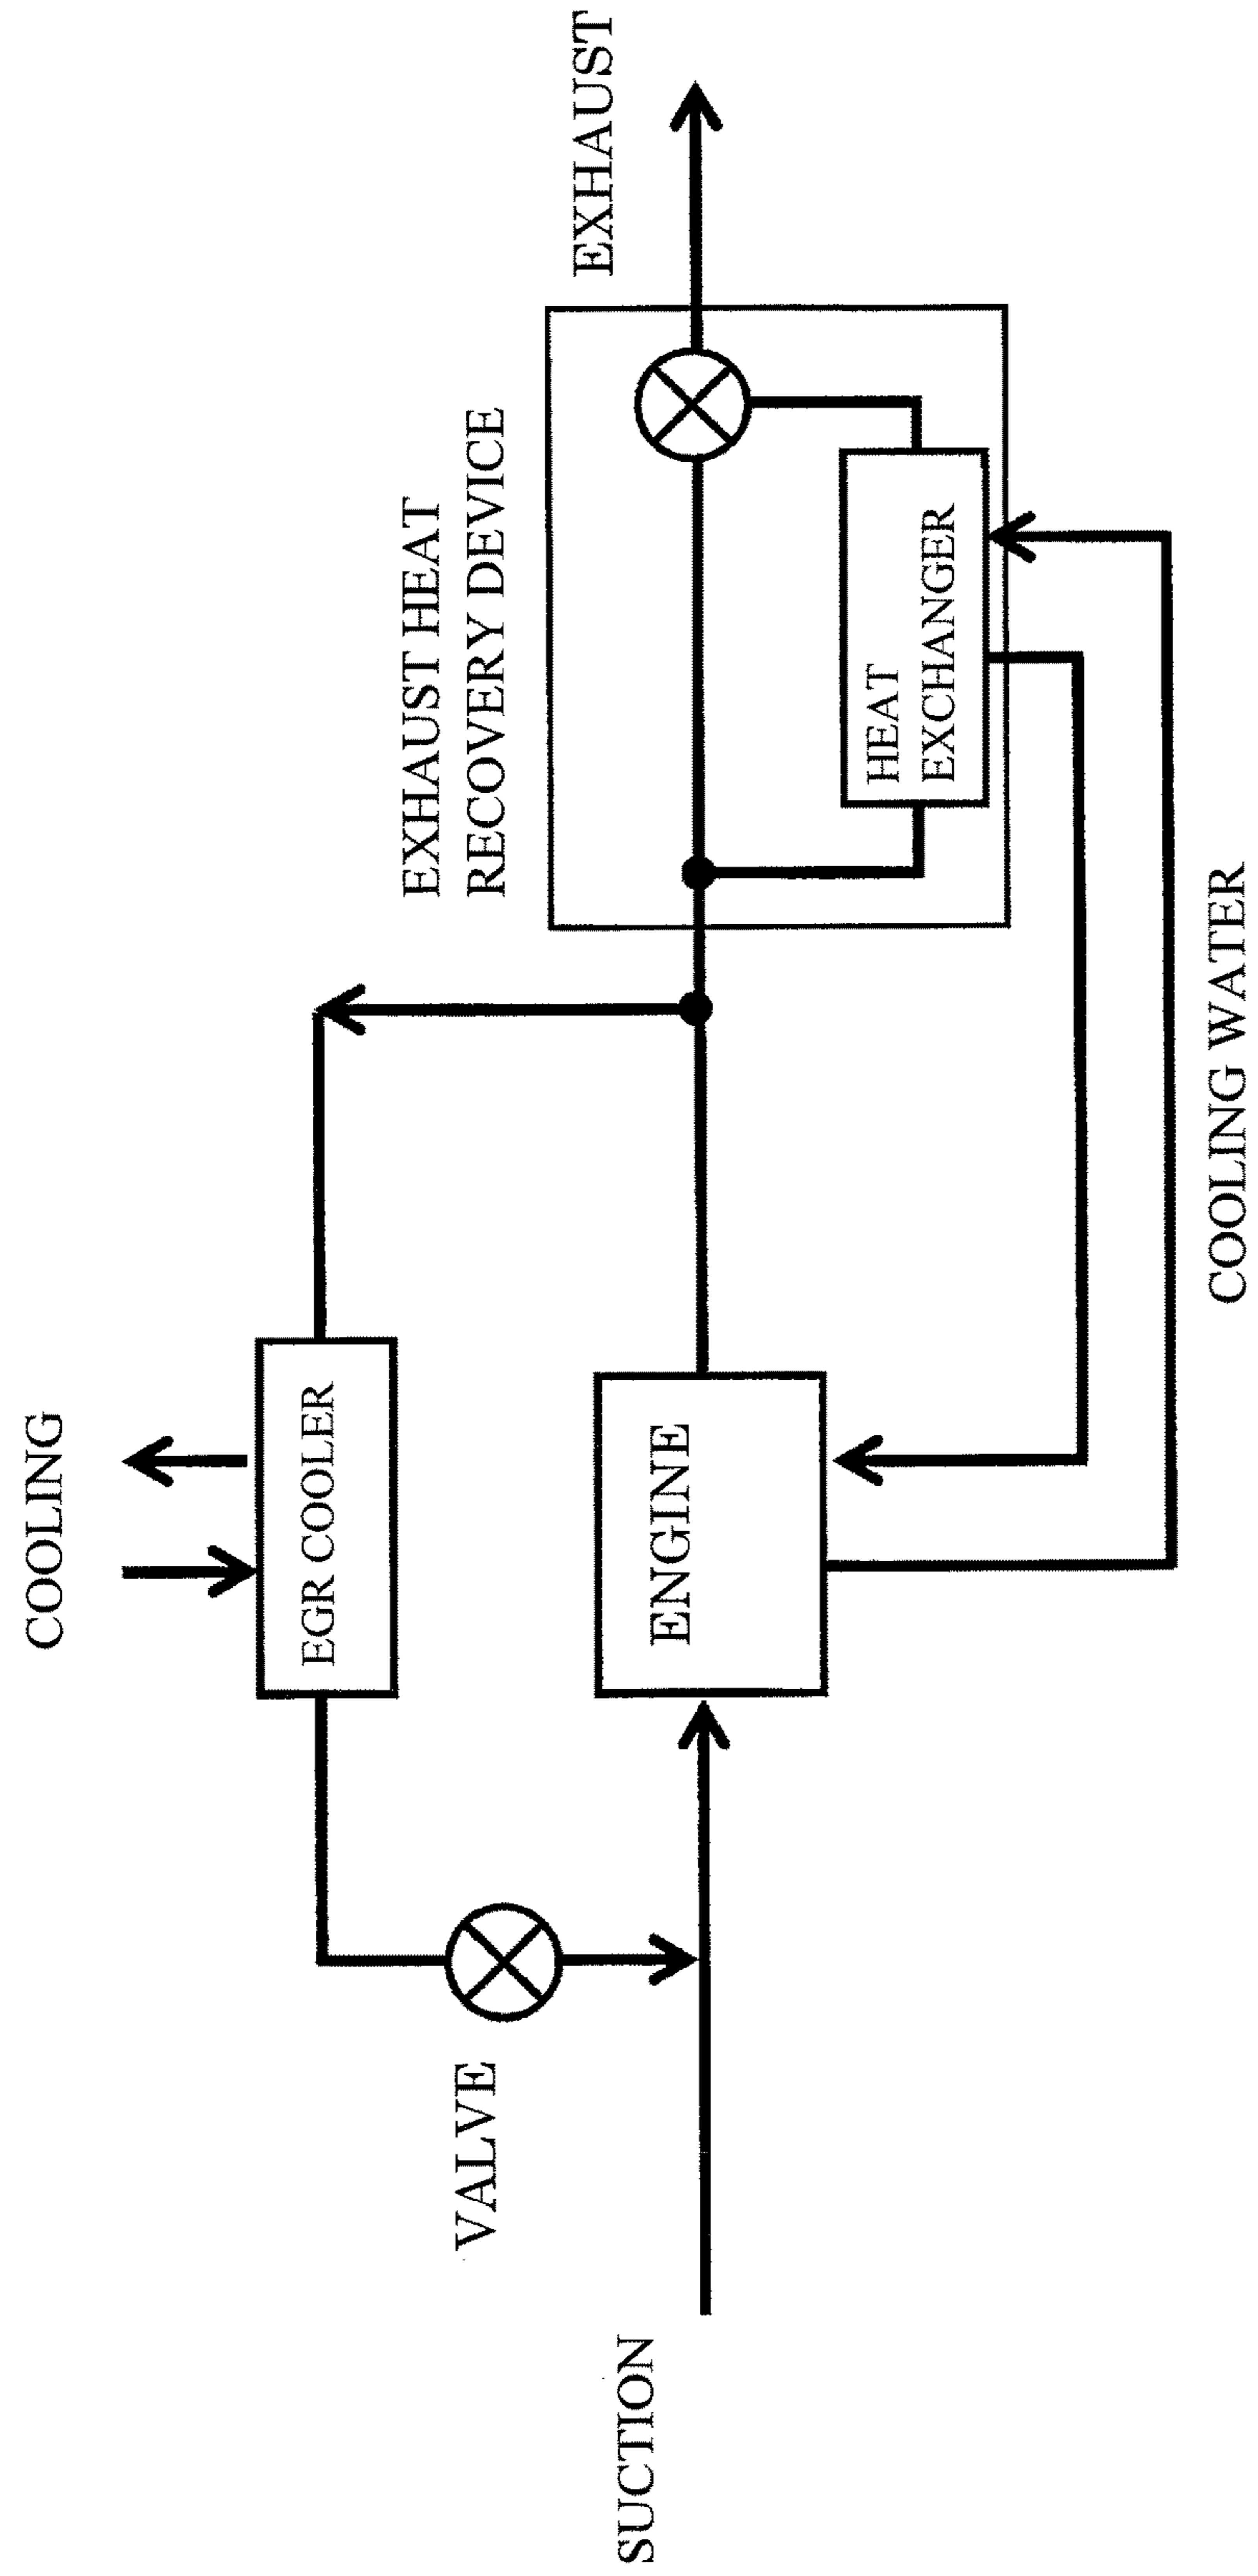 COOLING
EGR COOLER
VALVE
SUCTION
ENGINE
EXHAUST HEAT
RECOVERY DEVICE
EXHAUST
HEAT
EXCHANGER
COOLING WATER